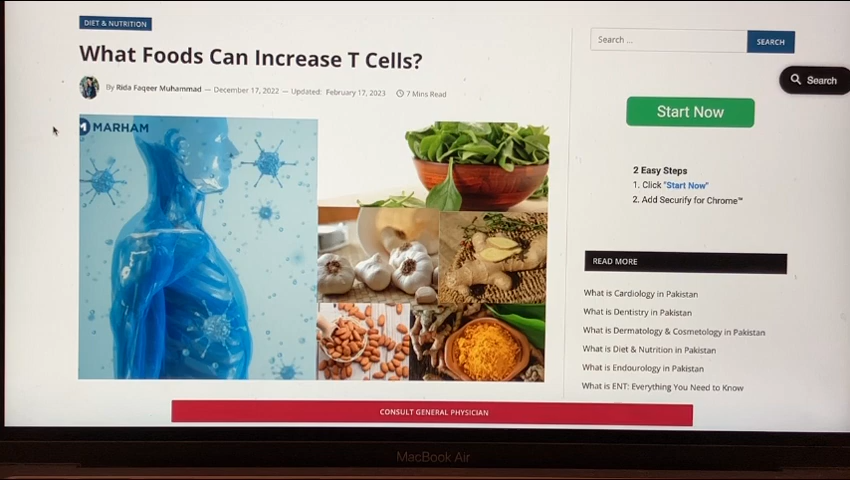 DIET & NUTRITION
What Foods Can Increase T Cells?
By Rida Faqeer Muhammad — December 17, 2022 — Updated: February 17, 2023 7 Mins Read
MARHAM
Search ...
SEARCH
Search
Start Now
2 Easy Steps
1. Click "Start Now"
2. Add Securify for Chrome™
READ MORE
What is Cardiology in Pakistan
What is Dentistry in Pakistan
What is Dermatology & Cosmetology in Pakistan
What is Diet & Nutrition in Pakistan
What is Endourology in Pakistan
What is ENT: Everything You Need to Know
CONSULT GENERAL PHYSICIAN
MacBook Air